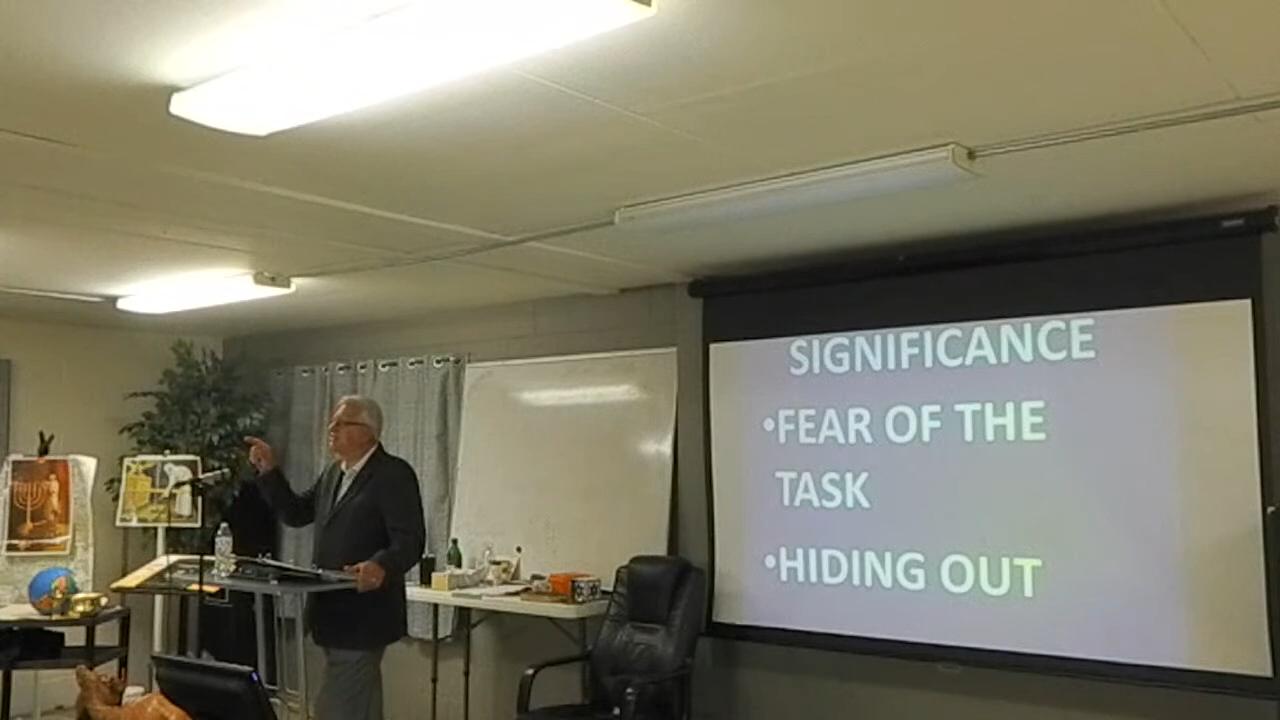 SIGNIFICANCE
•FEAR OF THE
TASK
•HIDING OUT